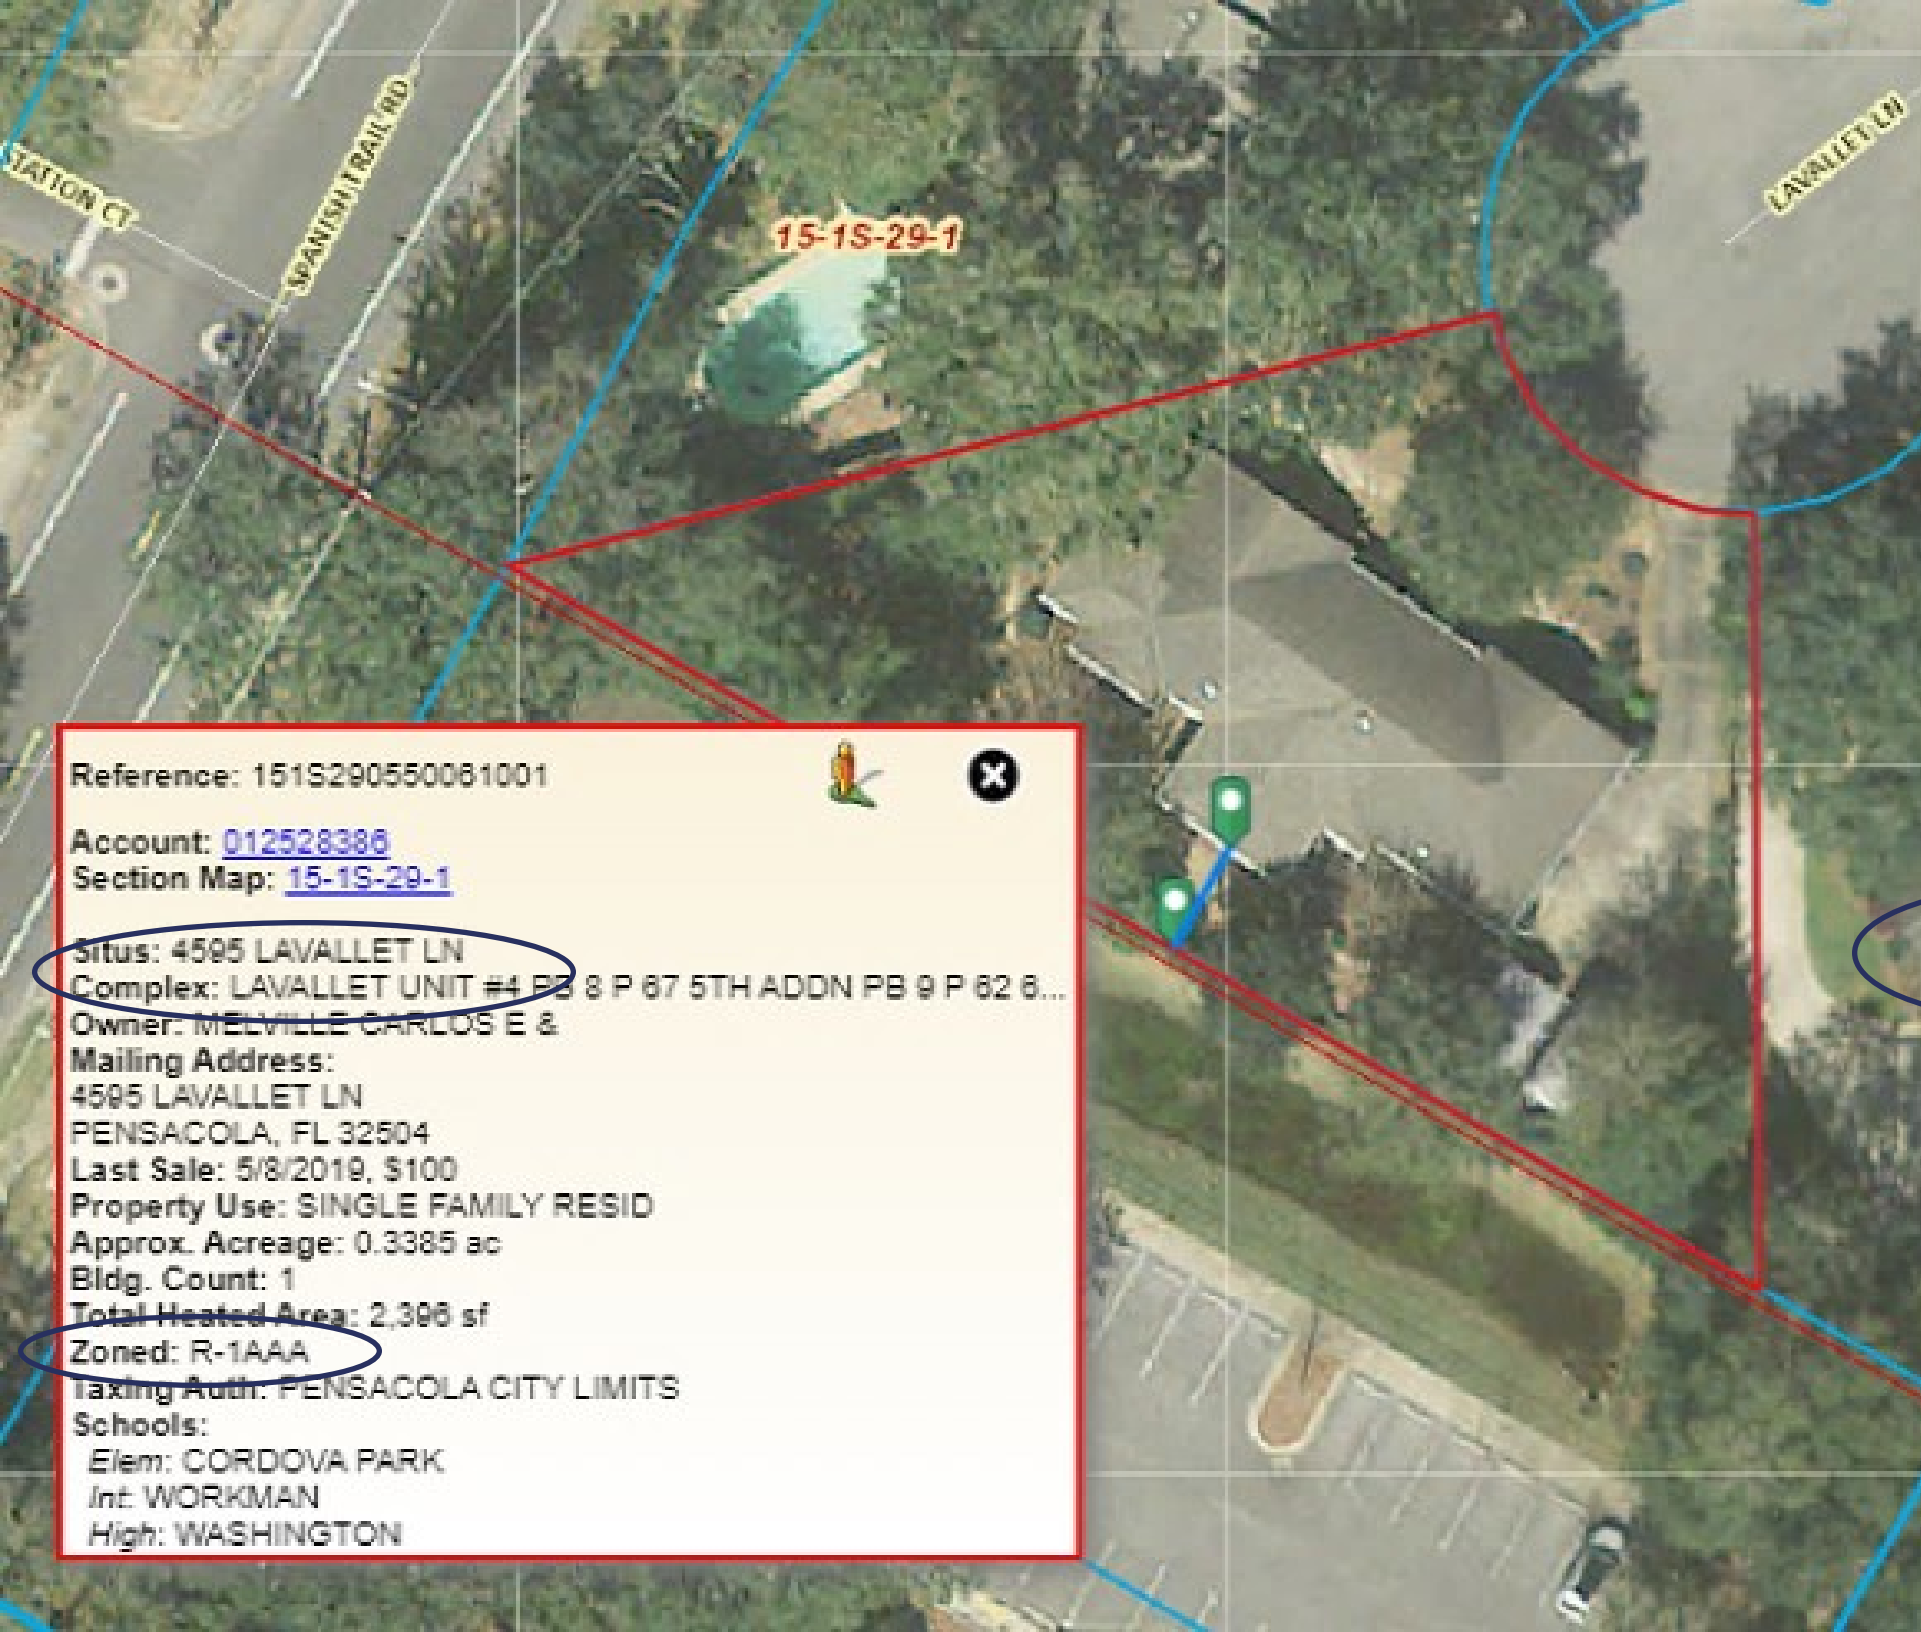 TATION CT
SPANISH TRAIL RD
LAVALLET LN
15-1S-29-1
Reference: 151S290550061001
Account: 012528386
Section Map: 15-1S-29-1
Situs: 4595 LAVALLET LN
Complex: LAVALLET UNIT #4 PB 8 P 67 5TH ADDN PB 9 P 62 6...
Owner: MELVILLE CARLOS E &
Mailing Address:
4595 LAVALLET LN
PENSACOLA, FL 32504
Last Sale: 5/8/2019, $100
Property Use: SINGLE FAMILY RESID
Approx. Acreage: 0.3385 ac
Bldg. Count: 1
Total Heated Area: 2,396 sf
Zoned: R-1AAA
Taxing Auth: PENSACOLA CITY LIMITS
Schools:
Elem: CORDOVA PARK
Int: WORKMAN
High: WASHINGTON